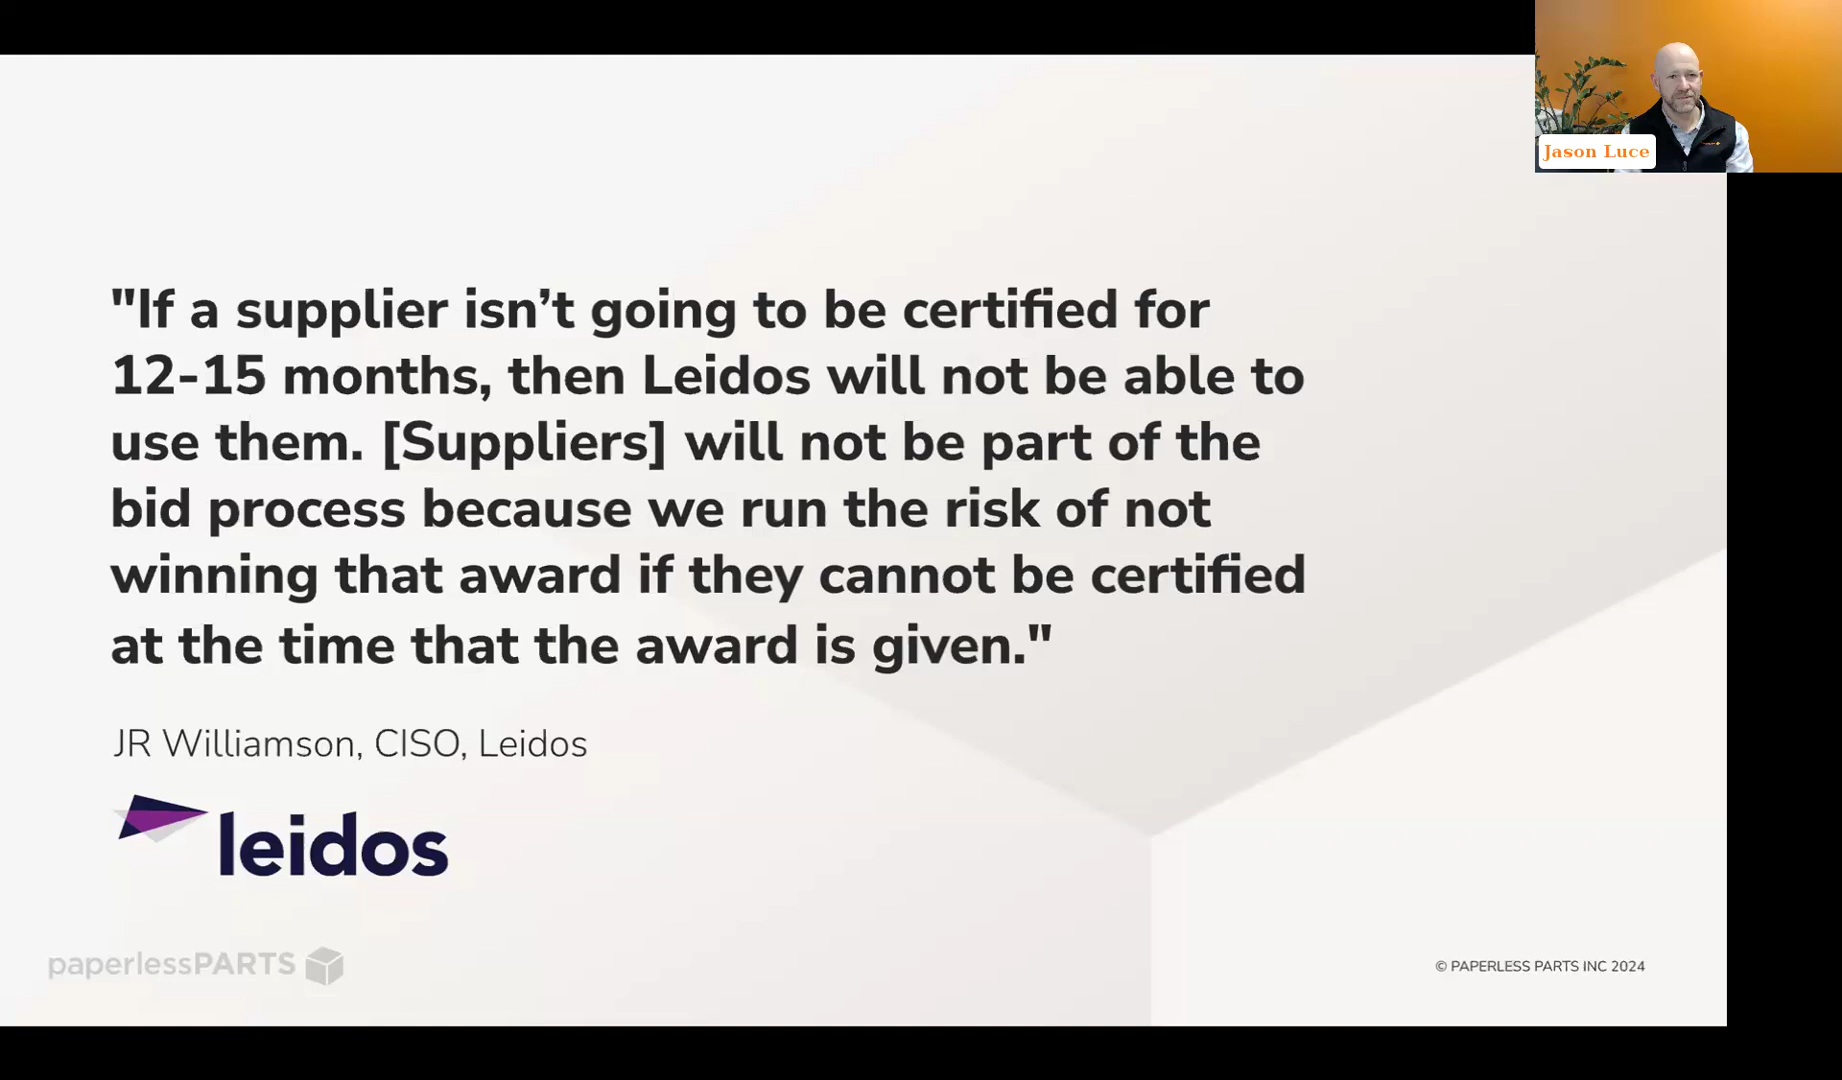 Jason Luce
"If a supplier isn’t going to be certified for
12-15 months, then Leidos will not be able to
use them. [Suppliers] will not be part of the
bid process because we run the risk of not
winning that award if they cannot be certified
at the time that the award is given."
JR Williamson, CISO, Leidos
leidos
paperlessPARTS
© PAPERLESS PARTS INC 2024